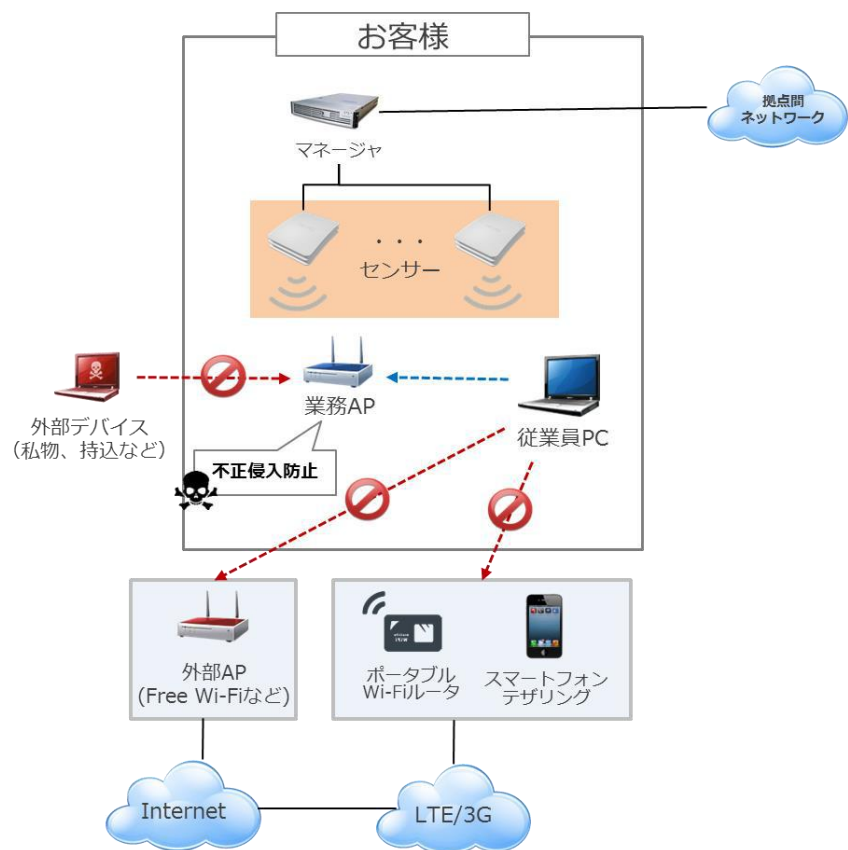 お客様
拠点間
ネットワーク
マネージャ
・・・
センサー
業務AP
外部デバイス
（私物、持込など）
従業員PC
不正侵入防止
外部AP
(Free Wi-Fiなど)
ポータブル
Wi-Fiルータ
スマートフォン
テザリング
Internet
LTE/3G